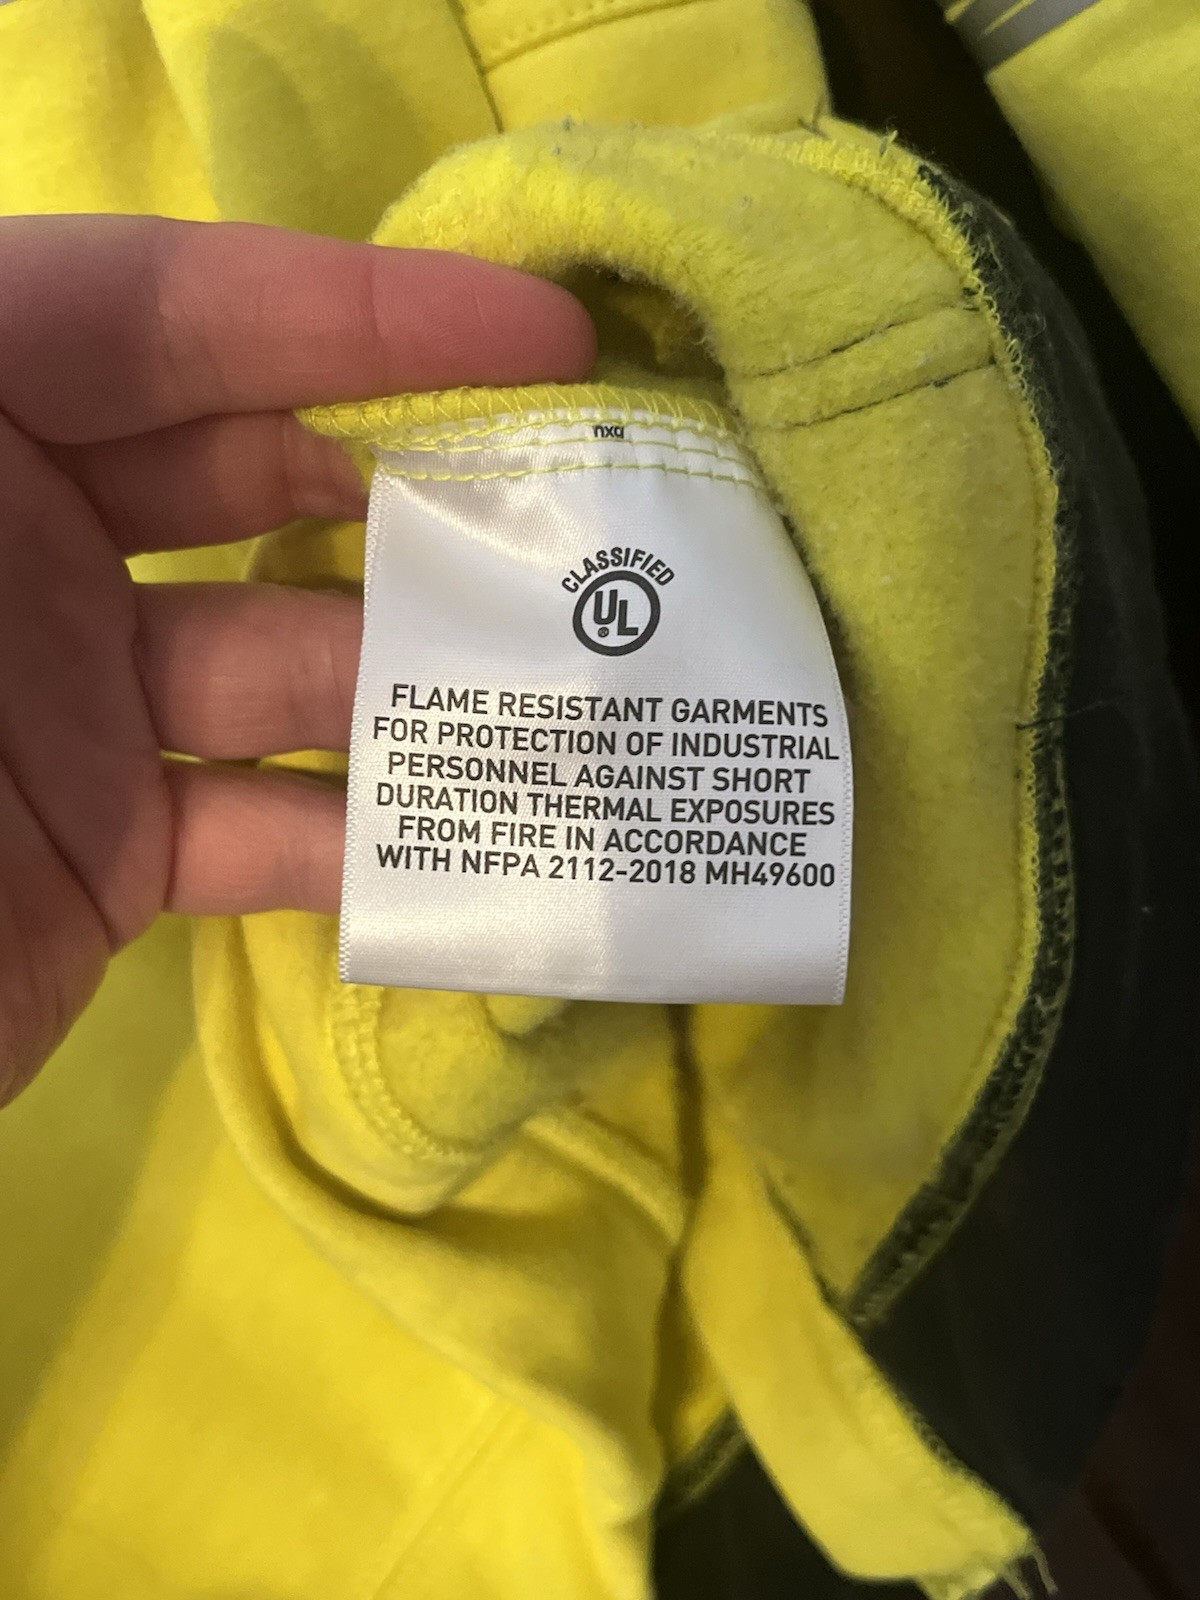 CLASSIFIED
UL®
FLAME RESISTANT GARMENTS
FOR PROTECTION OF INDUSTRIAL
PERSONNEL AGAINST SHORT
DURATION THERMAL EXPOSURES
FROM FIRE IN ACCORDANCE
WITH NFPA 2112-2018 MH49600